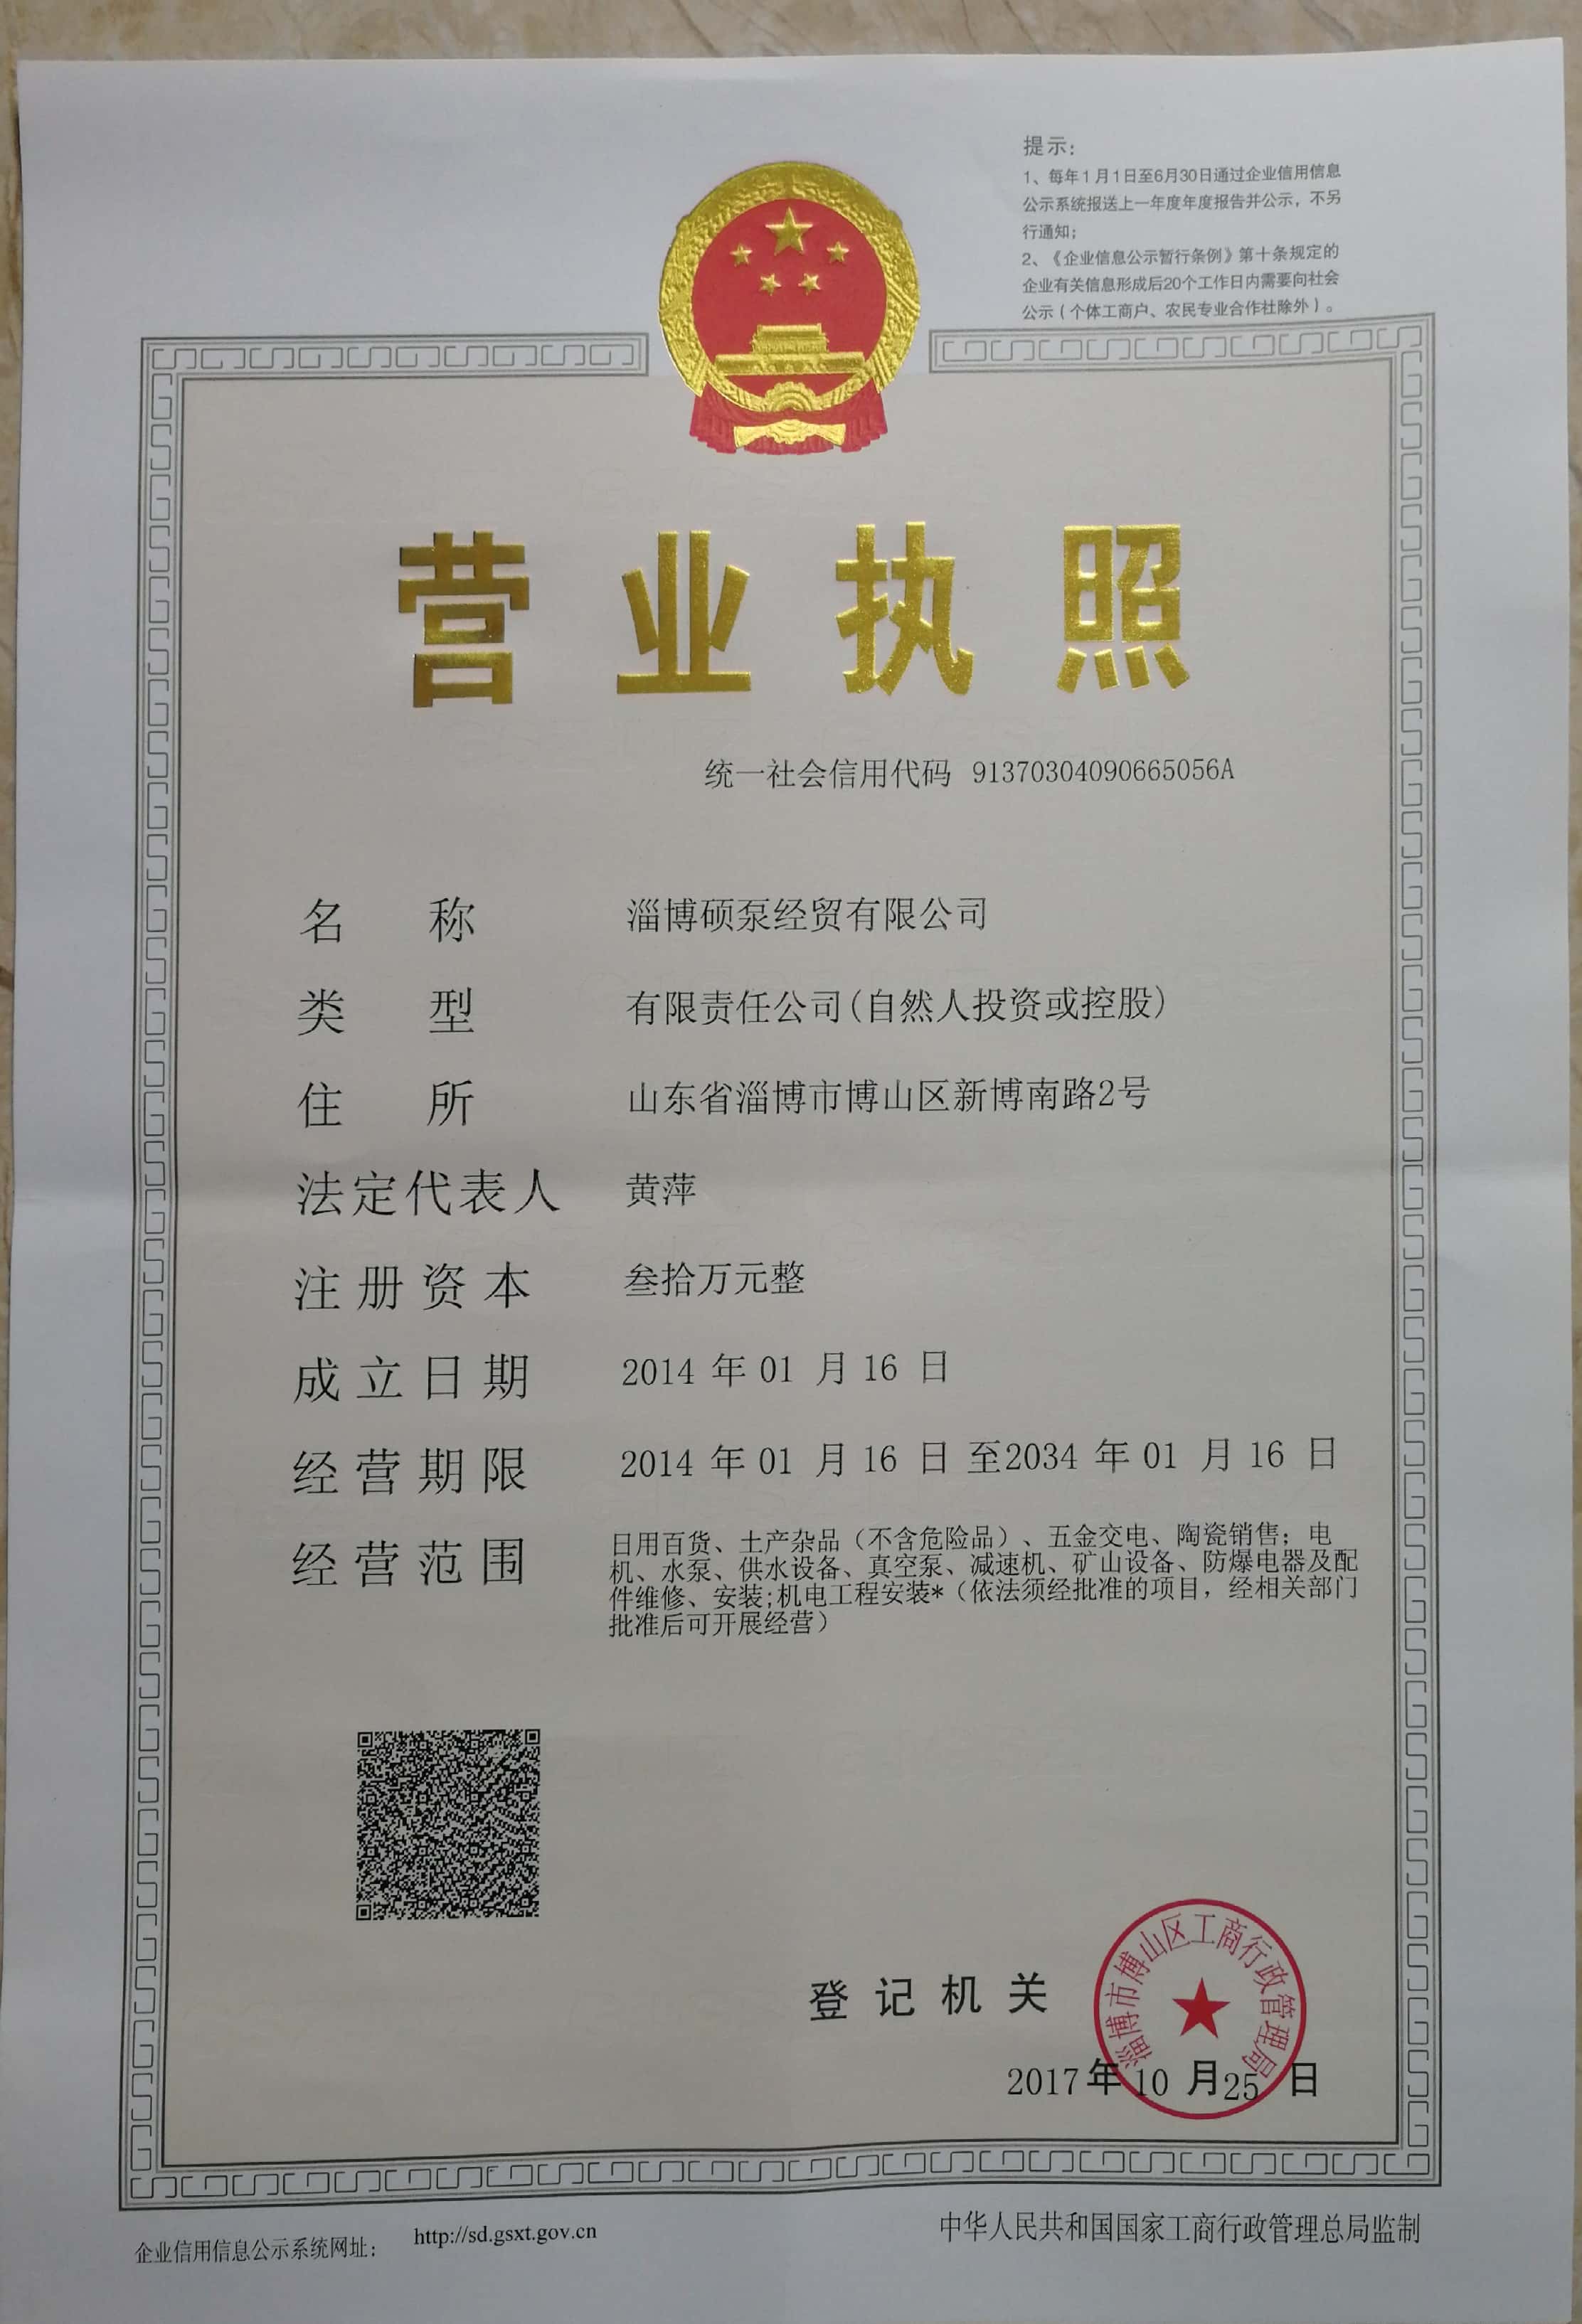 提示：
1、每年1月1日至6月30日通过企业信用信息
公示系统报送上一年度年度报告并公示，不另
行通知；
2、《企业信息公示暂行条例》第十条规定的
企业有关信息形成后20个工作日内需要向社会
公示（个体工商户、农民专业合作社除外）。
营业执照
统一社会信用代码 91370304090665056A
名称 淄博硕泵经贸有限公司
类型 有限责任公司(自然人投资或控股)
住所 山东省淄博市博山区新博南路2号
法定代表人 黄萍
注册资本 叁拾万元整
成立日期 2014 年 01 月 16 日
经营期限 2014 年 01 月 16 日 至2034 年 01 月 16 日
经营范围 日用百货、土产杂品（不含危险品）、五金交电、陶瓷销售；电
机、水泵、供水设备、真空泵、减速机、矿山设备、防爆电器及配
件维修、安装;机电工程安装*（依法须经批准的项目，经相关部门
批准后可开展经营）
登记机关
淄博市博山区工商行政管理局
2017年10 月25 日
企业信用信息公示系统网址： http://sd.gsxt.gov.cn
中华人民共和国国家工商行政管理总局监制